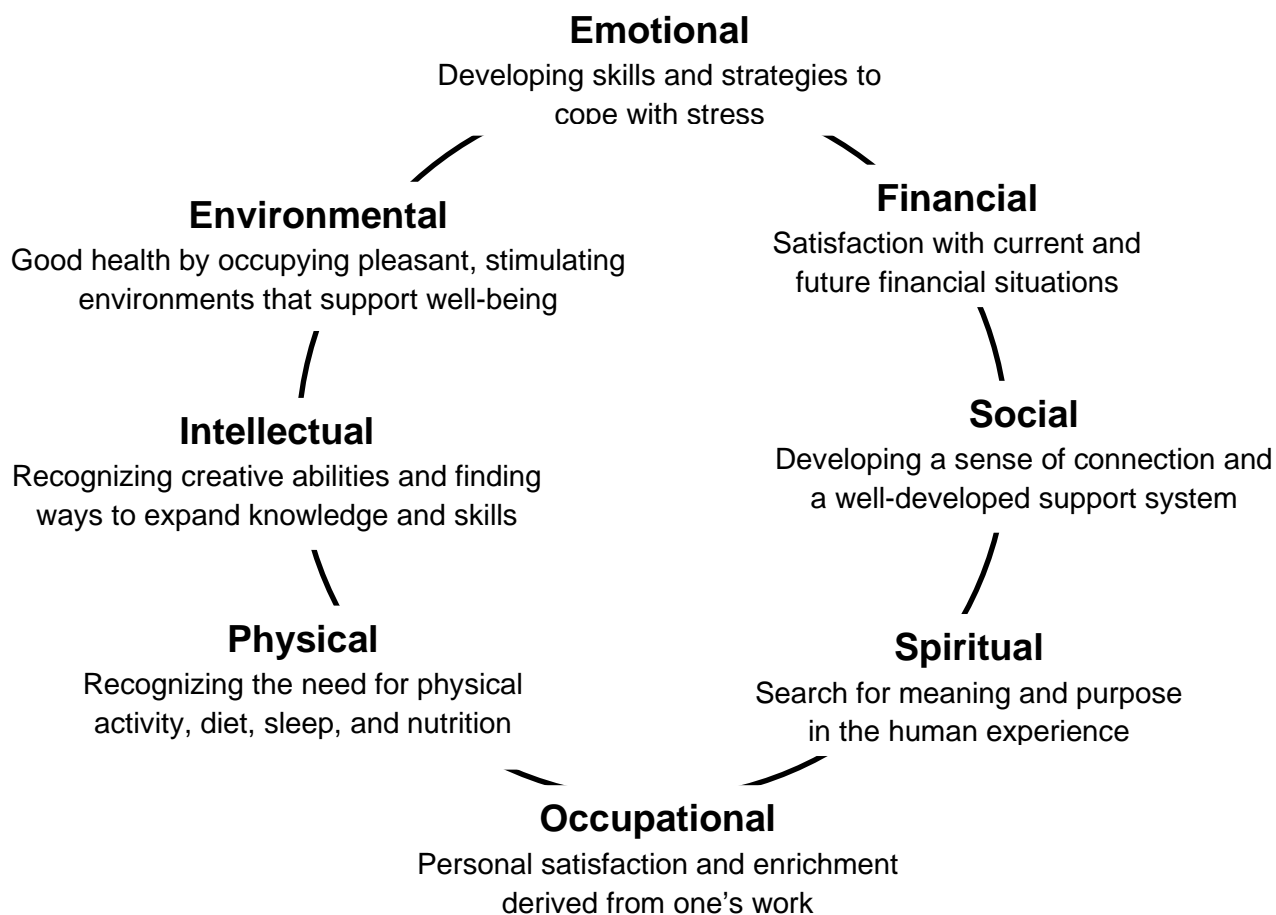 Emotional
Developing skills and strategies to
cope with stress
Financial
Satisfaction with current and
future financial situations
Social
Developing a sense of connection and
a well-developed support system
Spiritual
Search for meaning and purpose
in the human experience
Occupational
Personal satisfaction and enrichment
derived from one's work
Physical
Recognizing the need for physical
activity, diet, sleep, and nutrition
Intellectual
Recognizing creative abilities and finding
ways to expand knowledge and skills
Environmental
Good health by occupying pleasant, stimulating
environments that support well-being